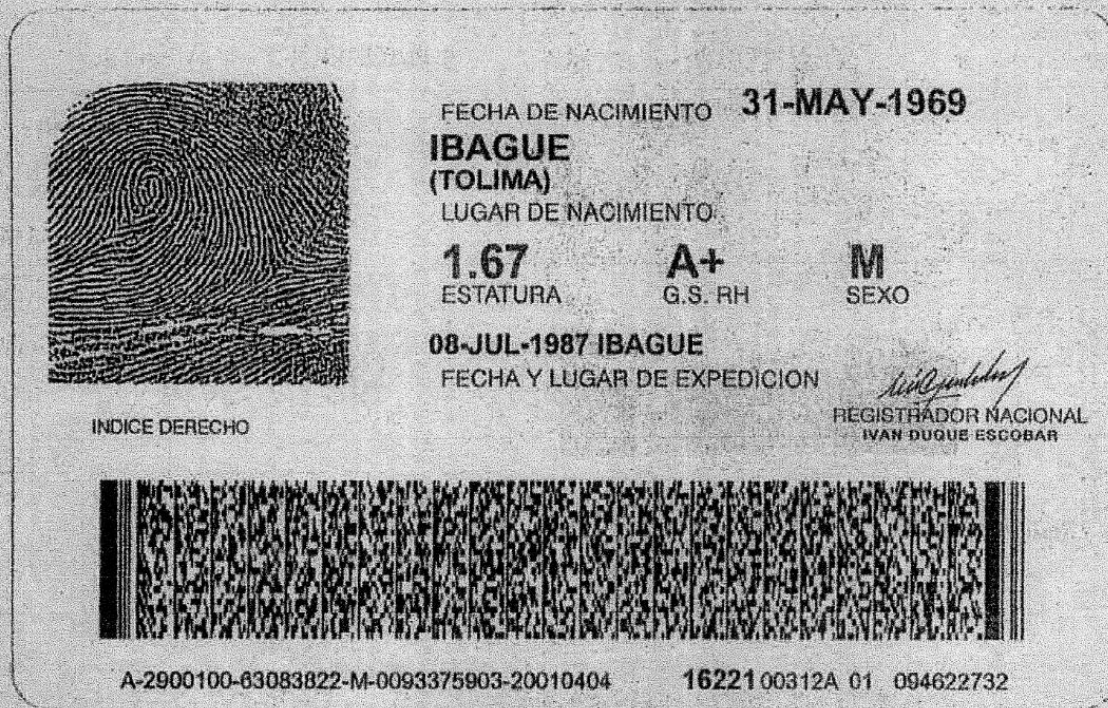 FECHA DE NACIMIENTO 31-MAY-1969
IBAGUE
(TOLIMA)
LUGAR DE NACIMIENTO
1.67 A+ M
ESTATURA G.S. RH SEXO
08-JUL-1987 IBAGUE
FECHA Y LUGAR DE EXPEDICION
INDICE DERECHO
REGISTRADOR NACIONAL
IVAN DUQUE ESCOBAR
A-2900100-63083822-M-0093375903-20010404 16221 00312A 01 094622732